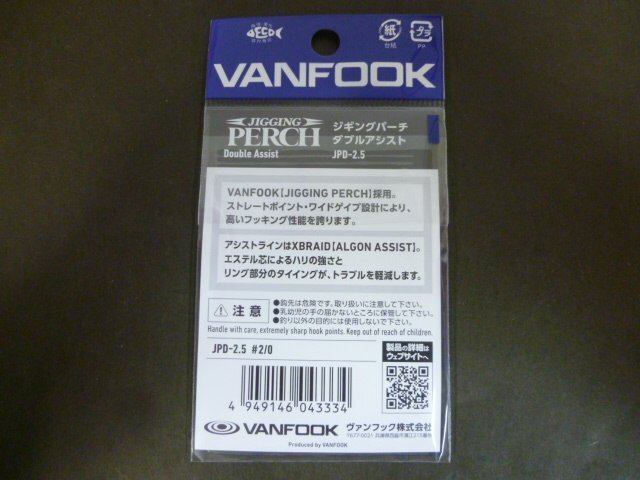 ECO
紙
台紙
プラ
PP
VANFOOK
JIGGING
PERCH
Double Assist
ジギングパーチ
ダブルアシスト
JPD-2.5
VANFOOK【JIGGING PERCH】採用。
ストレートポイント・ワイドゲイプ設計により、
高いフッキング性能を誇ります。
アシストラインはXBRAID【ALGON ASSIST】。
エステル芯によるハリの強さと
リング部分のタイイングが、トラブルを軽減します。
注意
●鈎先は危険です。取り扱いに注意して下さい。
●乳幼児の手の届かないところに保管して下さい。
●釣り以外の目的には使用しないで下さい。
Handle with care, extremely sharp hook points. Keep out of reach of children.
JPD-2.5 #2/0
製品の詳細は
ウェブサイトへ
4 949146 043334
VANFOOK
ヴァンフック株式会社
Produced by VANFOOK